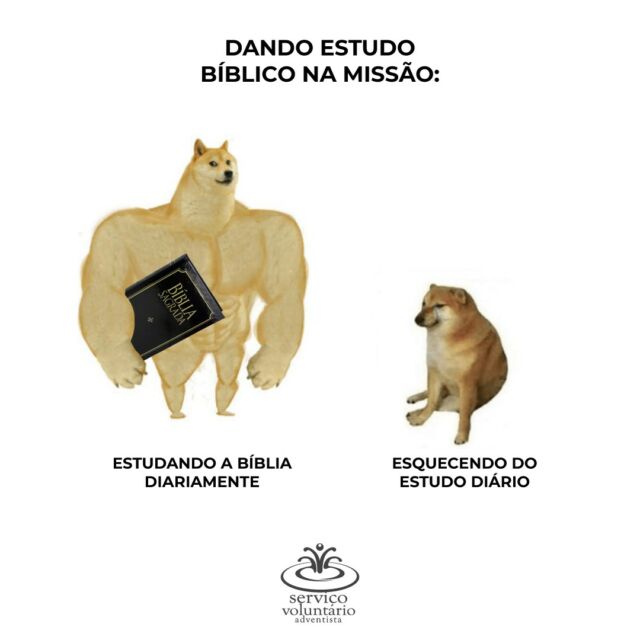 DANDO ESTUDO
BÍBLICO NA MISSÃO:
BÍBLIA
SAGRADA
ESTUDANDO A BÍBLIA
DIARIAMENTE
ESQUECENDO DO
ESTUDO DIÁRIO
serviço
voluntário
adventista